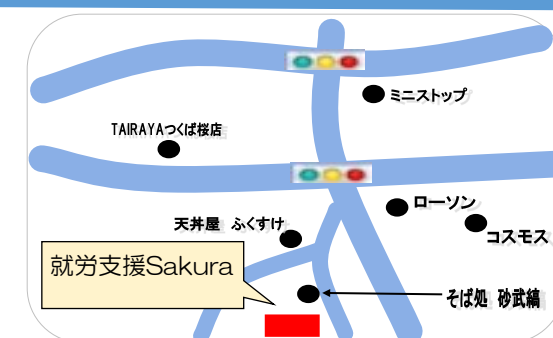 ミニストップ
TAIRAYAつくば桜店
ローソン
天丼屋 ふくすけ
コスモス
就労支援Sakura
そば処 砂武縞